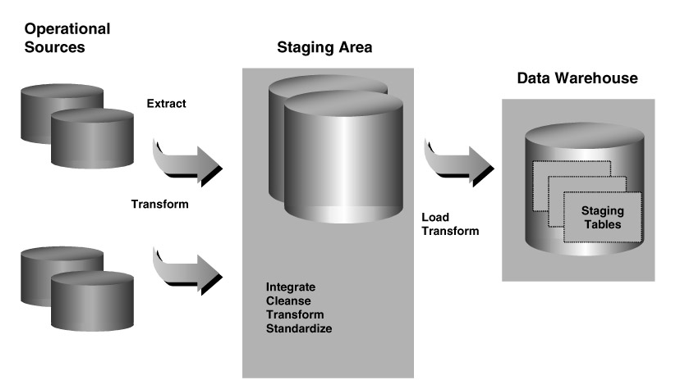 Operational
Sources
Staging Area
Data Warehouse
Extract
Transform
Load
Transform
Staging
Tables
Integrate
Cleanse
Transform
Standardize